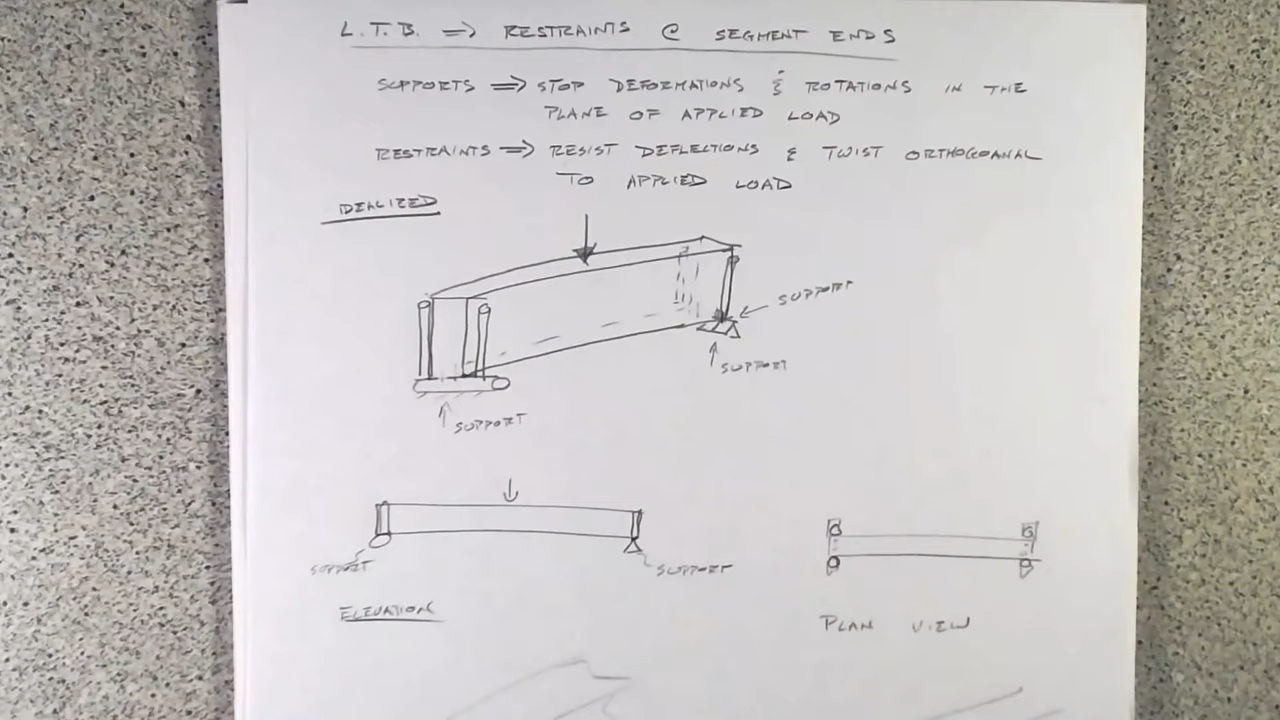 L.T.B. ⇒ RESTRAINTS @ SEGMENT ENDS
SUPPORTS ⇒ STOP DEFORMATIONS & ROTATIONS IN THE
PLANE OF APPLIED LOAD
RESTRAINTS ⇒ RESIST DEFLECTIONS & TWIST ORTHOGOANAL
TO APPLIED LOAD
IDEALIZED
SUPPORT
SUPPORT
SUPPORT
SUPPORT
SUPPORT
ELEVATION
PLAN VIEW